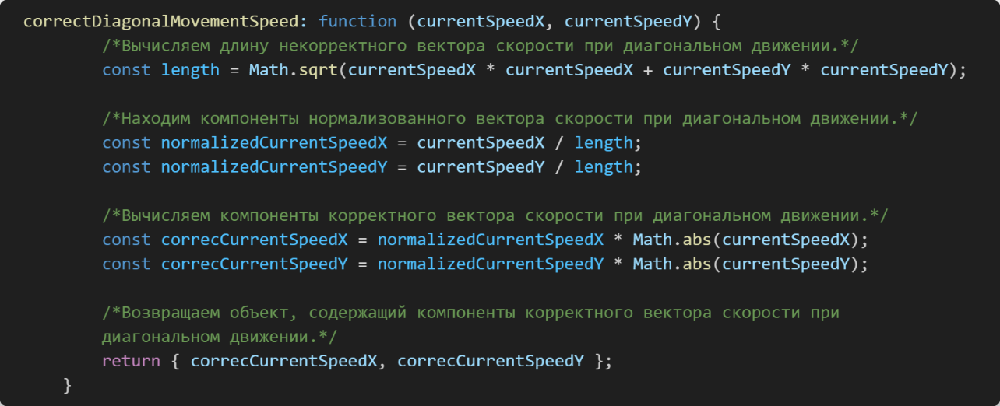 correctDiagonalMovementSpeed: function (currentSpeedX, currentSpeedY) {
/*Вычисляем длину некорректного вектора скорости при диагональном движении.*/
const length = Math.sqrt(currentSpeedX * currentSpeedX + currentSpeedY * currentSpeedY);
/*Находим компоненты нормализованного вектора скорости при диагональном движении.*/
const normalizedCurrentSpeedX = currentSpeedX / length;
const normalizedCurrentSpeedY = currentSpeedY / length;
/*Вычисляем компоненты корректного вектора скорости при диагональном движении.*/
const correcCurrentSpeedX = normalizedCurrentSpeedX * Math.abs(currentSpeedX);
const correcCurrentSpeedY = normalizedCurrentSpeedY * Math.abs(currentSpeedY);
/*Возвращаем объект, содержащий компоненты корректного вектора скорости при
диагональном движении.*/
return { correcCurrentSpeedX, correcCurrentSpeedY };
}